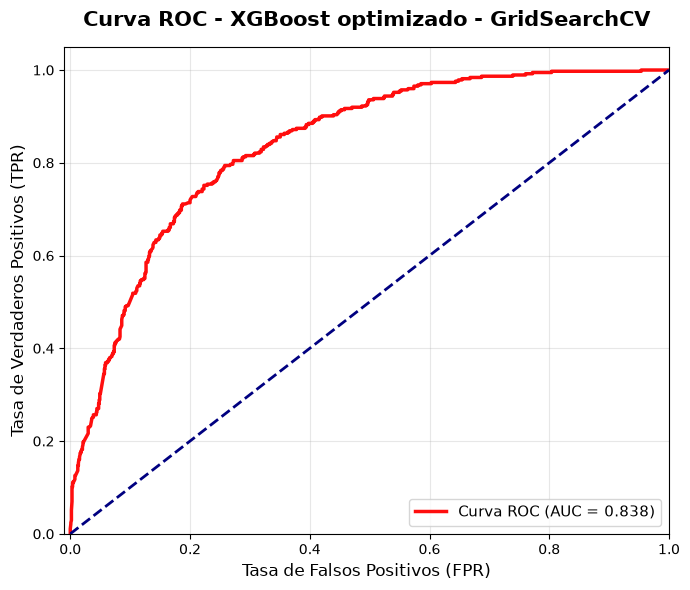 Curva ROC - XGBoost optimizado - GridSearchCV
Tasa de Verdaderos Positivos (TPR)
1.0
0.8
0.6
0.4
0.2
0.0
0.0 0.2 0.4 0.6 0.8 1.0
Curva ROC (AUC = 0.838)
Tasa de Falsos Positivos (FPR)